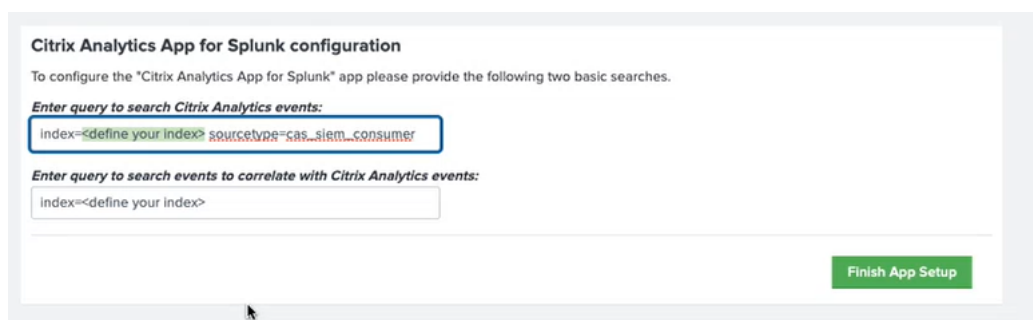 Citrix Analytics App for Splunk configuration
To configure the "Citrix Analytics App for Splunk" app please provide the following two basic searches.
Enter query to search Citrix Analytics events:
index=<define your index> sourcetype=cas_siem_consumer
Enter query to search events to correlate with Citrix Analytics events:
index=<define your index>
Finish App Setup